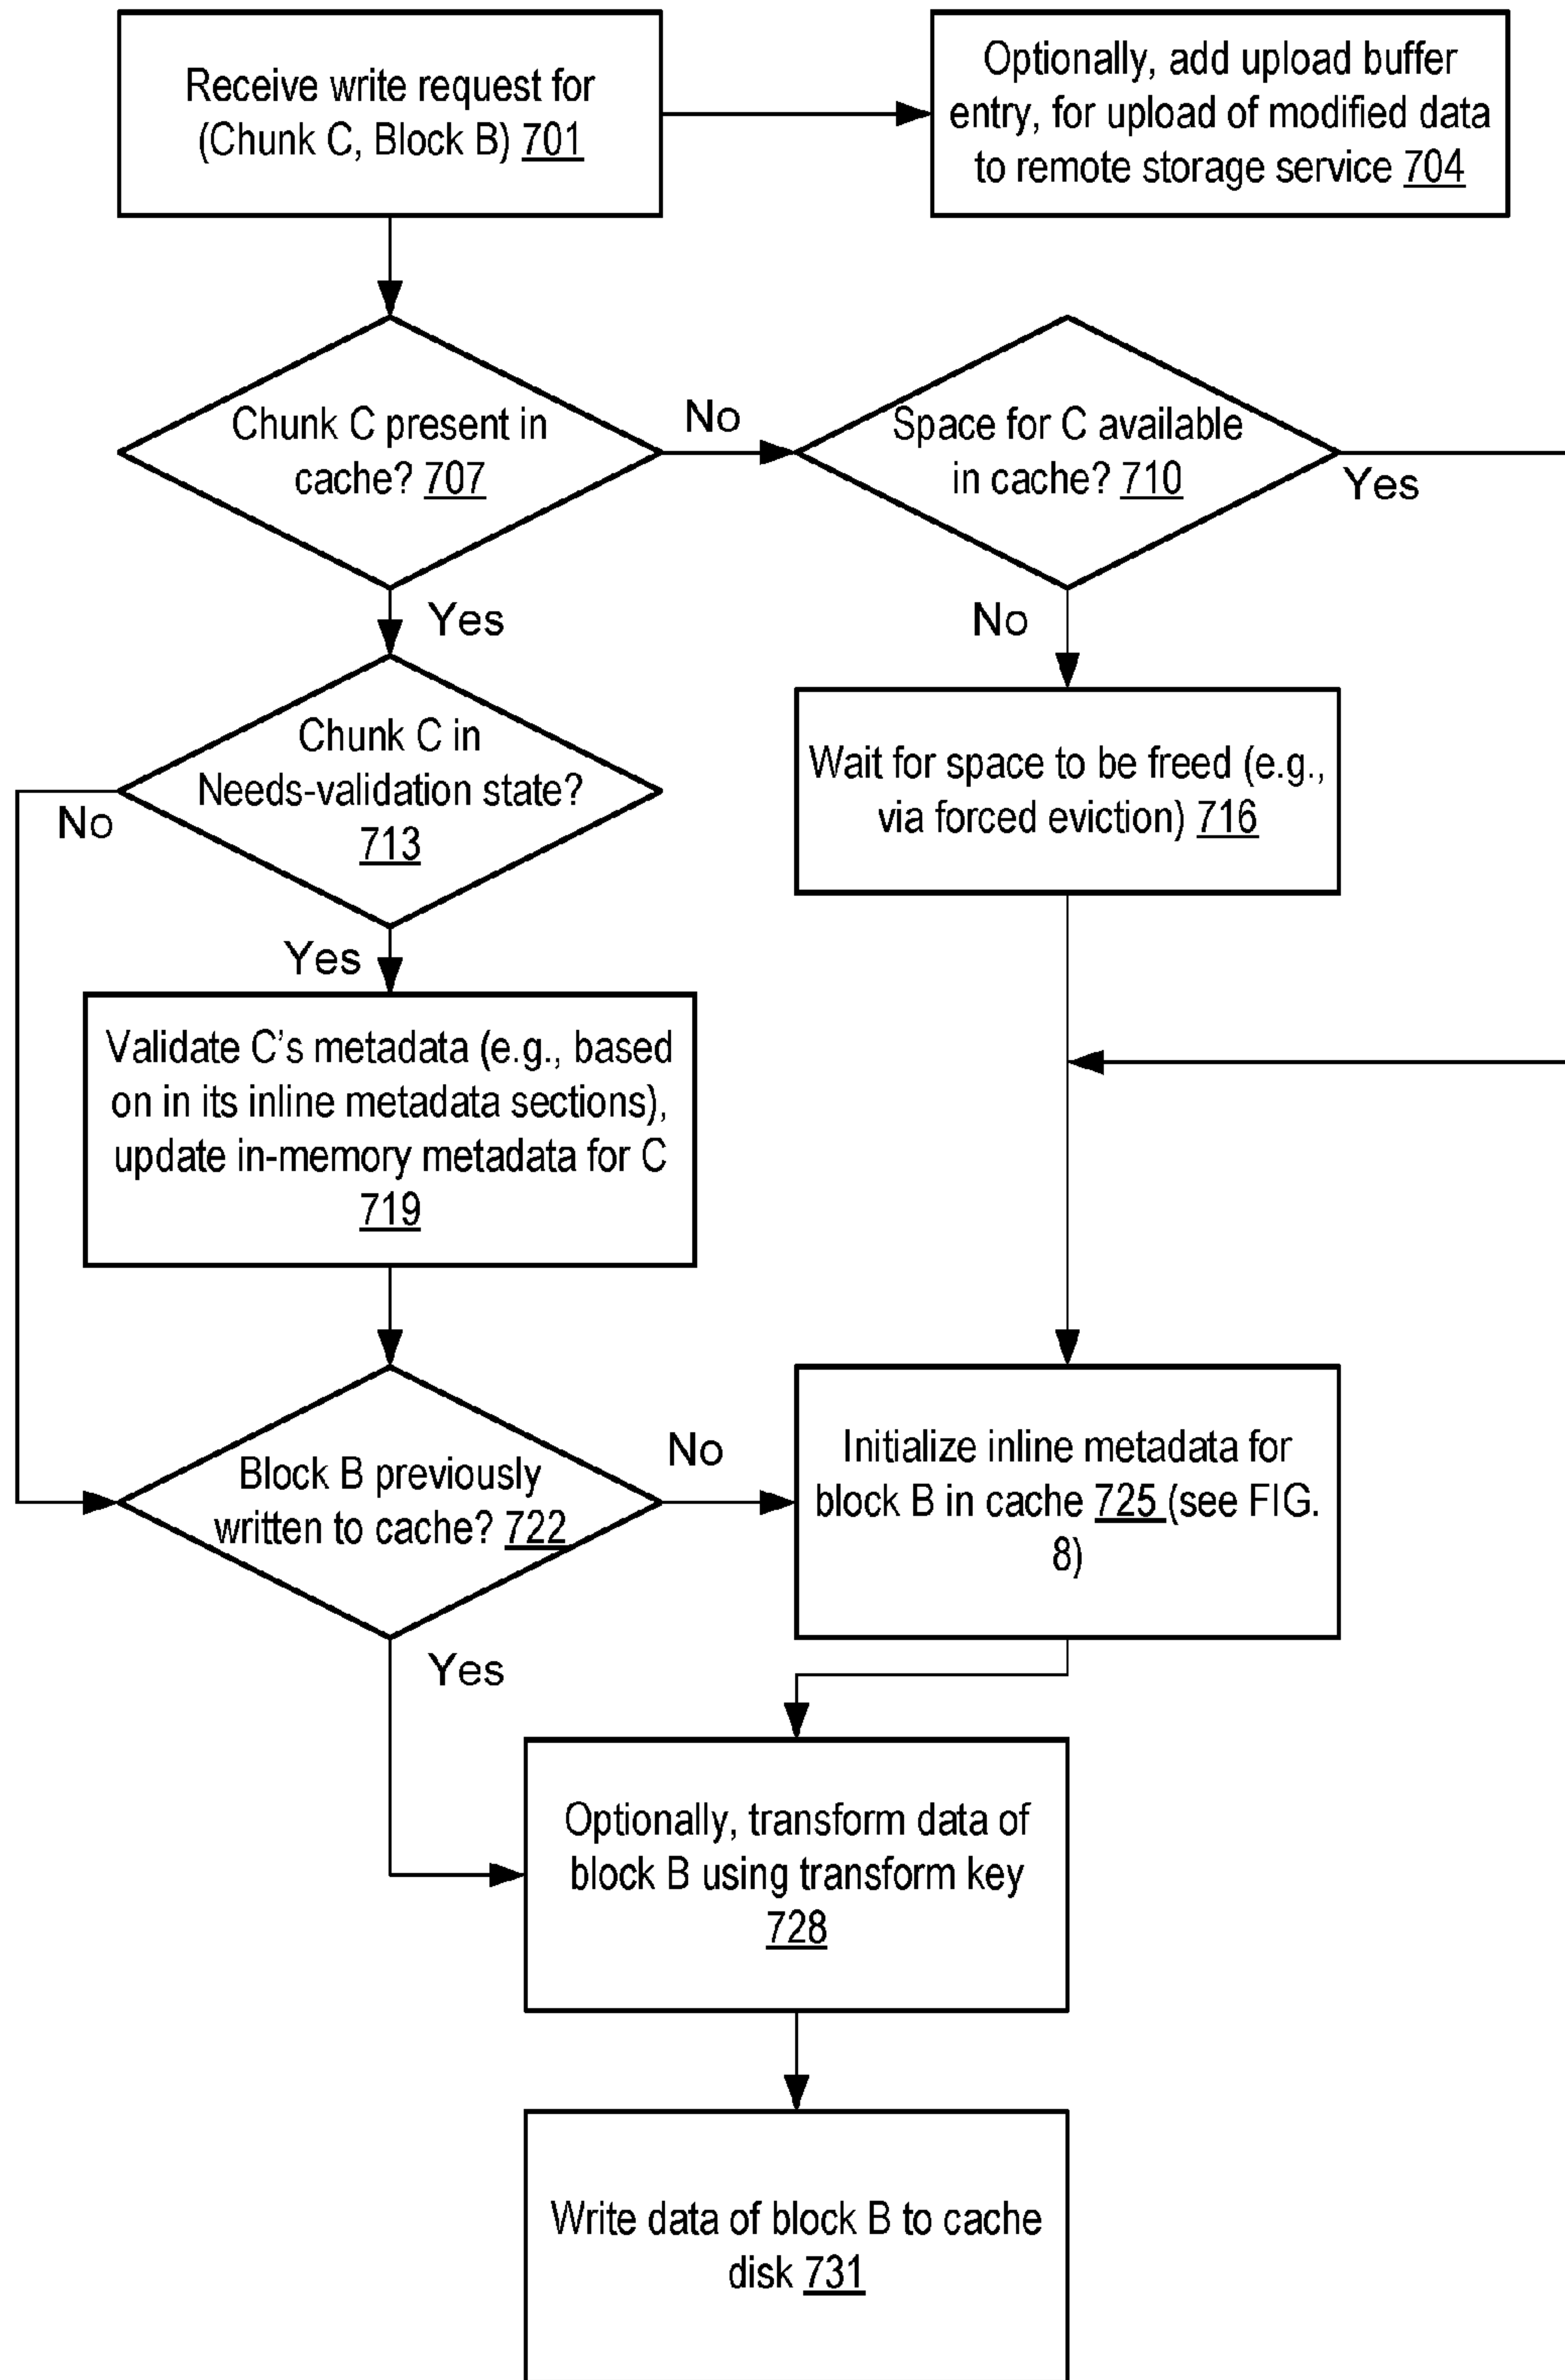 Receive write request for
(Chunk C, Block B) 701
Optionally, add upload buffer
entry, for upload of modified data
to remote storage service 704
Chunk C present in
cache? 707
No
Space for C available
in cache? 710
Yes
Yes
No
Chunk C in
Needs-validation state?
713
No
Wait for space to be freed (e.g.,
via forced eviction) 716
Yes
Validate C's metadata (e.g., based
on in its inline metadata sections),
update in-memory metadata for C
719
Block B previously
written to cache? 722
No
Initialize inline metadata for
block B in cache 725 (see FIG.
8)
Yes
Optionally, transform data of
block B using transform key
728
Write data of block B to cache
disk 731